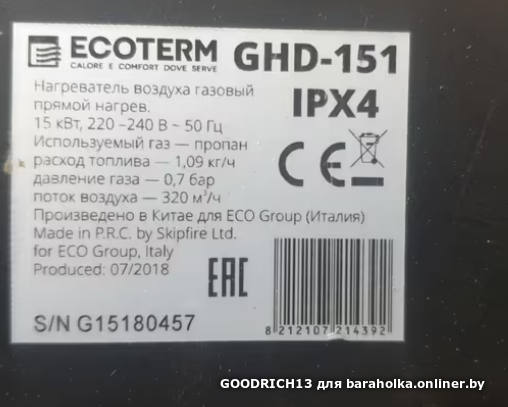 ECOTERM GHD-151
CALORE E COMFORT DOVE SERVE
IPX4
Нагреватель воздуха газовый
прямой нагрев.
15 кВт, 220 –240 В ~ 50 Гц
Используемый газ — пропан
расход топлива — 1,09 кг/ч
давление газа — 0,7 бар
поток воздуха — 320 м³/ч
Произведено в Китае для ECO Group (Италия)
Made in P.R.C. by Skipfire Ltd.
for ECO Group, Italy
Produced: 07/2018
CE
EAC
S/N G15180457
8 212107 214392
GOODRICH13 для baraholka.onliner.by